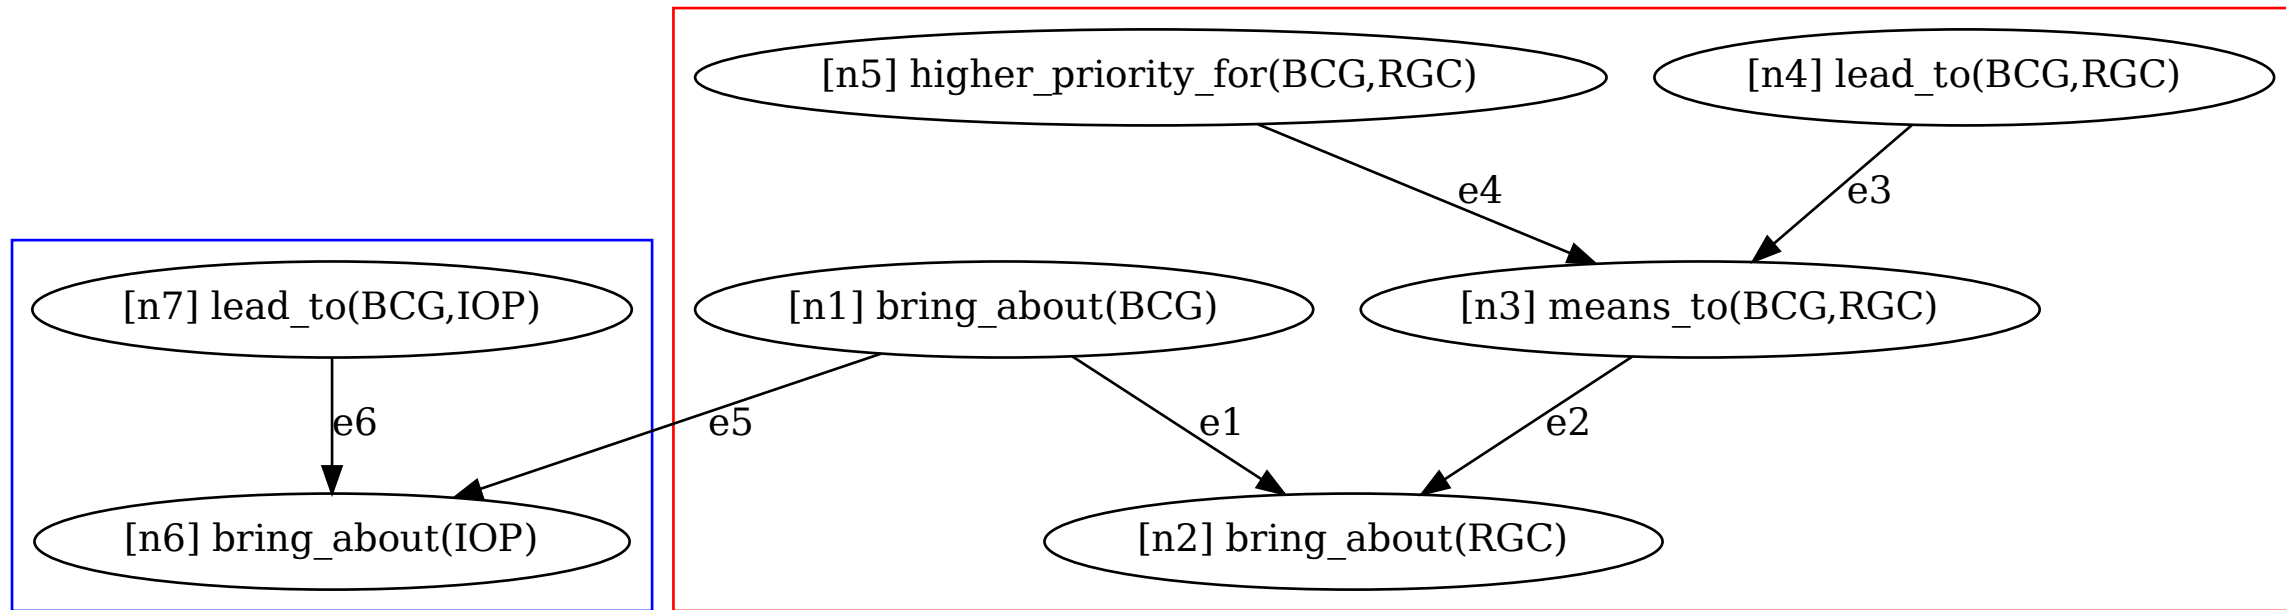 [n5] higher_priority_for(BCG,RGC)
[n4] lead_to(BCG,RGC)
e4
e3
[n7] lead_to(BCG,IOP)
[n1] bring_about(BCG)
[n3] means_to(BCG,RGC)
e6
e5
e1
e2
[n6] bring_about(IOP)
[n2] bring_about(RGC)